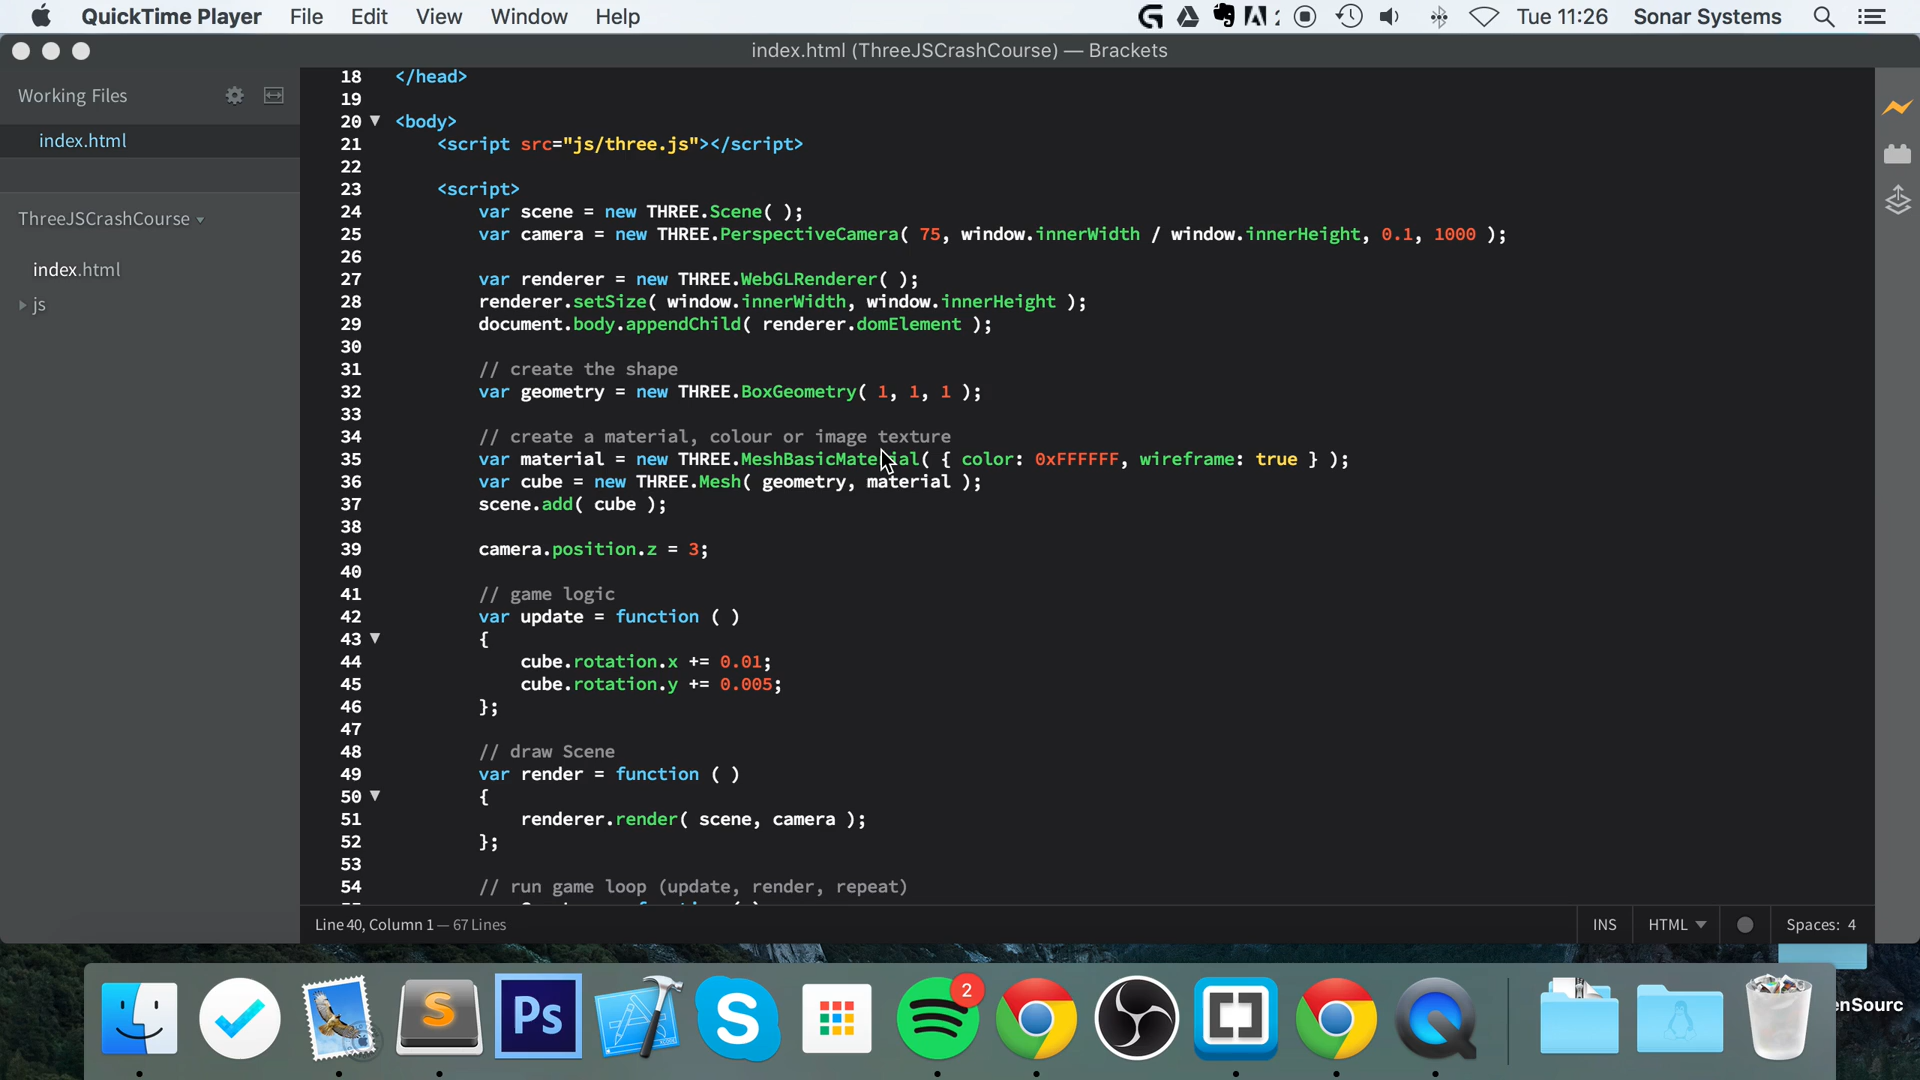 QuickTime Player File Edit View Window Help Tue 11:26 Sonar Systems
index.html (ThreeJSCrashCourse) — Brackets
Working Files
index.html
ThreeJSCrashCourse
index.html
js
18 </head>
19
20 <body>
21 <script src="js/three.js"></script>
22
23 <script>
24 var scene = new THREE.Scene( );
25 var camera = new THREE.PerspectiveCamera( 75, window.innerWidth / window.innerHeight, 0.1, 1000 );
26
27 var renderer = new THREE.WebGLRenderer( );
28 renderer.setSize( window.innerWidth, window.innerHeight );
29 document.body.appendChild( renderer.domElement );
30
31 // create the shape
32 var geometry = new THREE.BoxGeometry( 1, 1, 1 );
33
34 // create a material, colour or image texture
35 var material = new THREE.MeshBasicMaterial( { color: 0xFFFFFF, wireframe: true } );
36 var cube = new THREE.Mesh( geometry, material );
37 scene.add( cube );
38
39 camera.position.z = 3;
40
41 // game logic
42 var update = function ( )
43 {
44 cube.rotation.x += 0.01;
45 cube.rotation.y += 0.005;
46 };
47
48 // draw Scene
49 var render = function ( )
50 {
51 renderer.render( scene, camera );
52 };
53
54 // run game loop (update, render, repeat)
Line 40, Column 1 — 67 Lines INS HTML Spaces: 4
S Ps S 2
enSourc